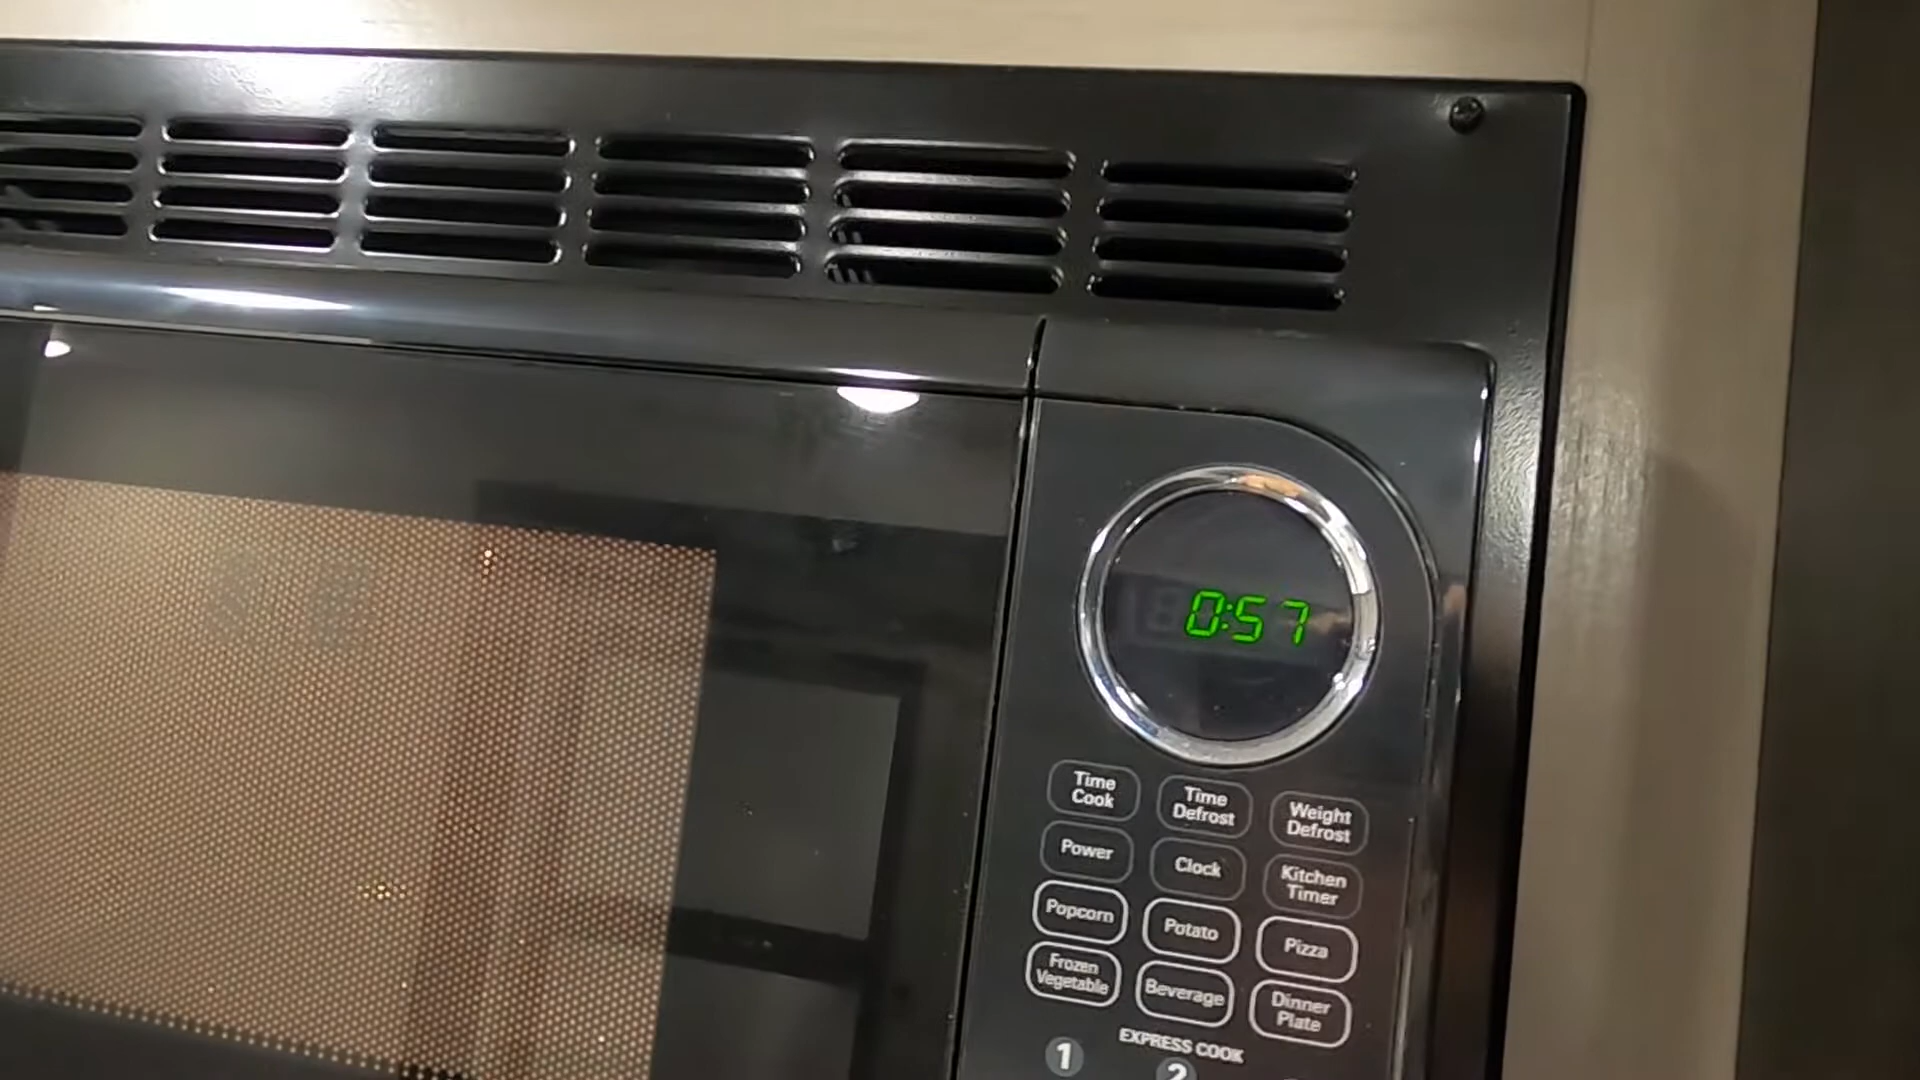 0:57
Time Cook
Time Defrost
Weight Defrost
Power
Clock
Kitchen Timer
Popcorn
Potato
Pizza
Frozen Vegetable
Beverage
Dinner Plate
EXPRESS COOK
1
2